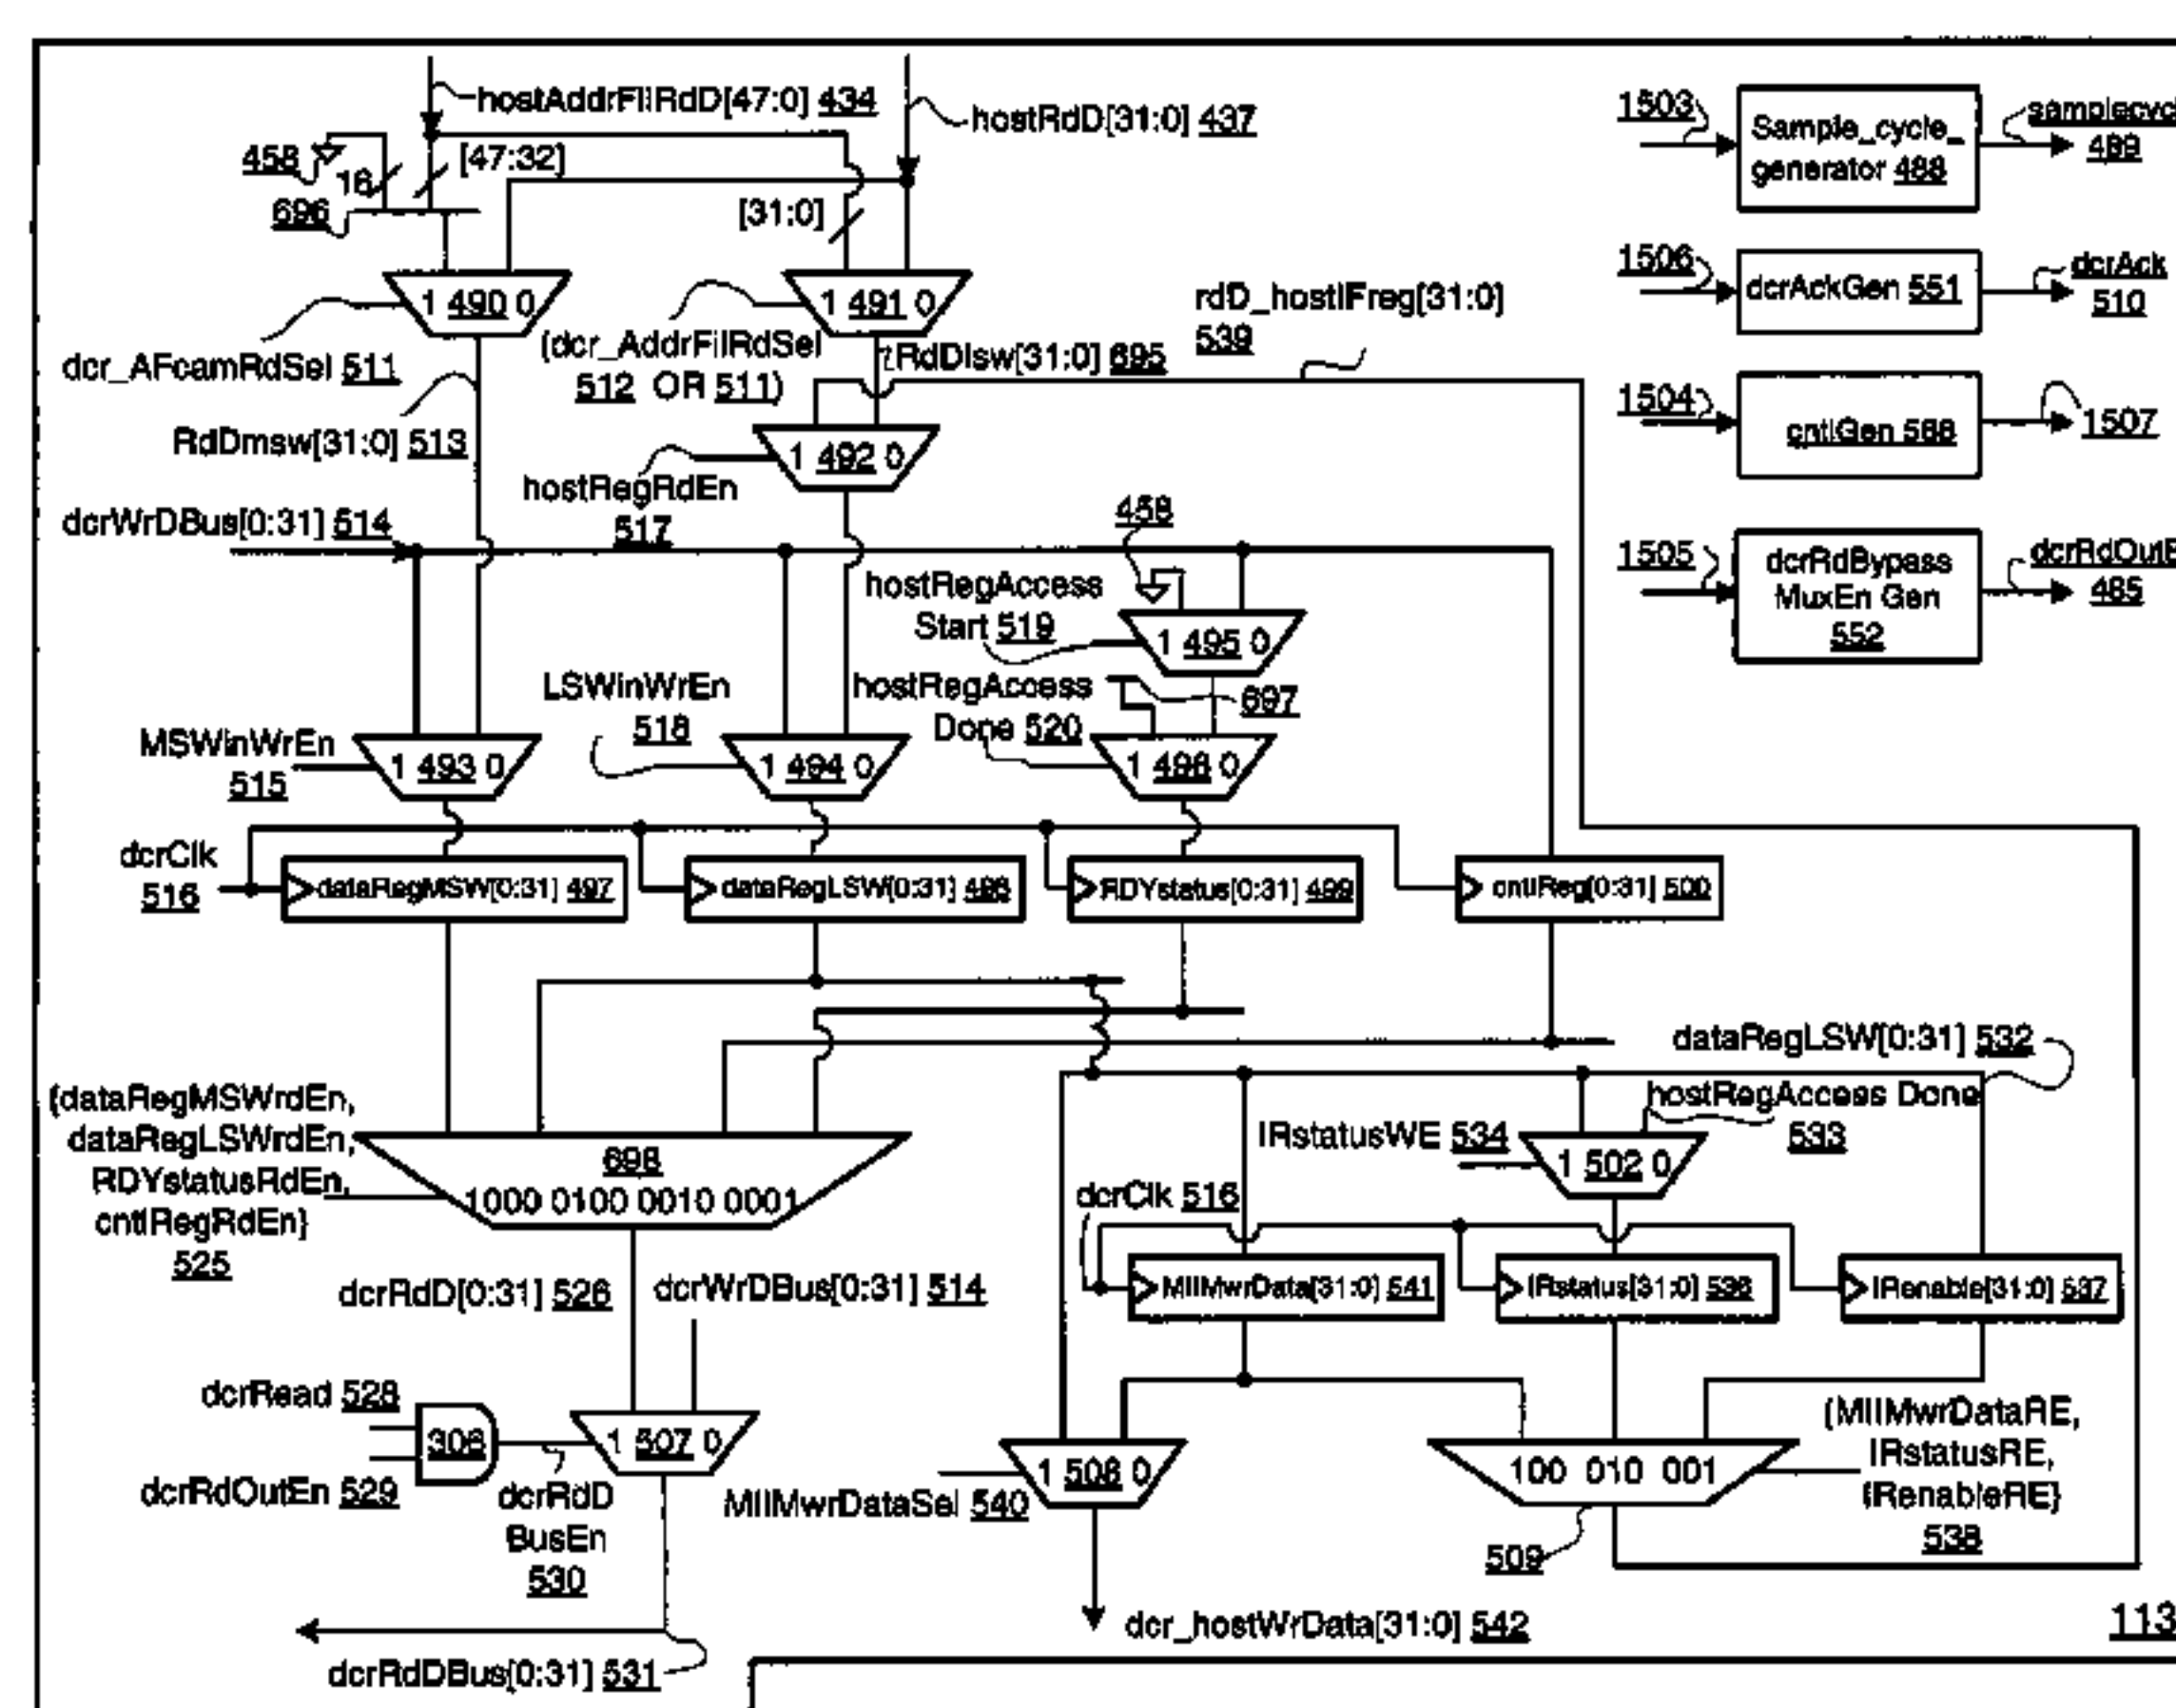 hostAddrFilRdD[47:0] 434
hostRdD[31:0] 437
458
16
[47:32]
696
[31:0]
1 490 0
1 491 0
dcr_AFcamRdSel 511
(dcr_AddrFilRdSel
512 OR 511)
RdDlsw[31:0] 695
rdD_hostIFreg[31:0]
539
RdDmsw[31:0] 513
1 492 0
hostRegRdEn
517
dcrWrDBus[0:31] 514
458
hostRegAccess
Start 519
1 495 0
LSWinWrEn
518
hostRegAccess
Done 520
697
MSWinWrEn
515
1 493 0
1 494 0
1 496 0
dcrClk
516
dataRegMSW[0:31] 497
dataRegLSW[0:31] 498
RDYstatus[0:31] 499
cntlReg[0:31] 500
1503
Sample_cycle_
generator 488
489
1506
dcrAckGen 551
dcrAck
510
1504
cntlGen 588
1507
1505
dcrRdBypass
MuxEn Gen
552
485
{dataRegMSWrdEn,
dataRegLSWrdEn,
RDYstatusRdEn,
cntlRegRdEn}
525
698
1000 0100 0010 0001
dataRegLSW[0:31] 532
hostRegAccess Done
533
IRstatusWE 534
1 502 0
dcrClk 516
MIIMwrData[31:0] 541
IRstatus[31:0] 536
IRenable[31:0] 537
dcrRdD[0:31] 526
dcrWrDBus[0:31] 514
dcrRead 528
306
dcrRdOutEn 529
dcrRdD
BusEn
530
1 507 0
MIIMwrDataSel 540
1 508 0
100 010 001
509
{MIIMwrDataRE,
IRstatusRE,
IRenableRE}
538
dcr_hostWrData[31:0] 542
dcrRdDBus[0:31] 531
113